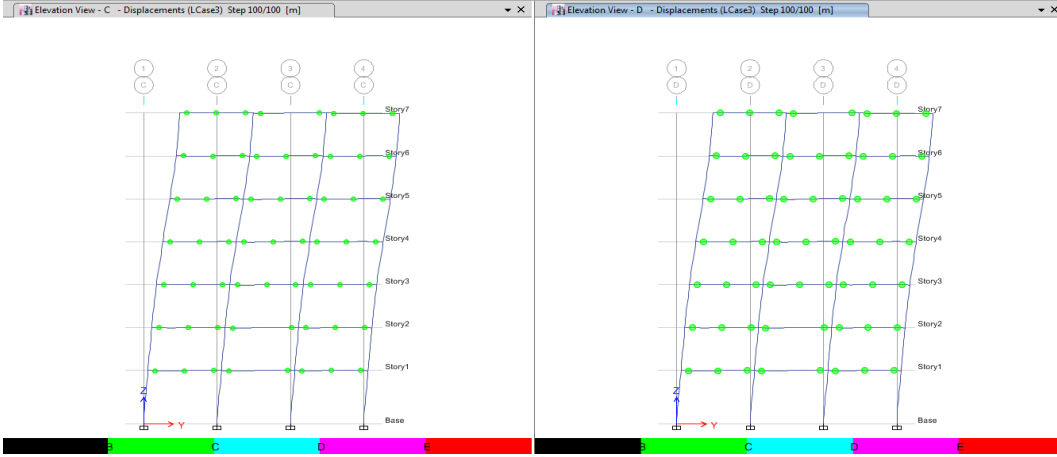 Elevation View - C - Displacements (LCase3) Step 100/100 [m]
1 2 3 4
C C C C
Story7
Story6
Story5
Story4
Story3
Story2
Story1
Z
Y
Base
B C D E
Elevation View - D - Displacements (LCase3) Step 100/100 [m]
1 2 3 4
D D D D
Story7
Story6
Story5
Story4
Story3
Story2
Story1
Z
Y
Base
B C D E